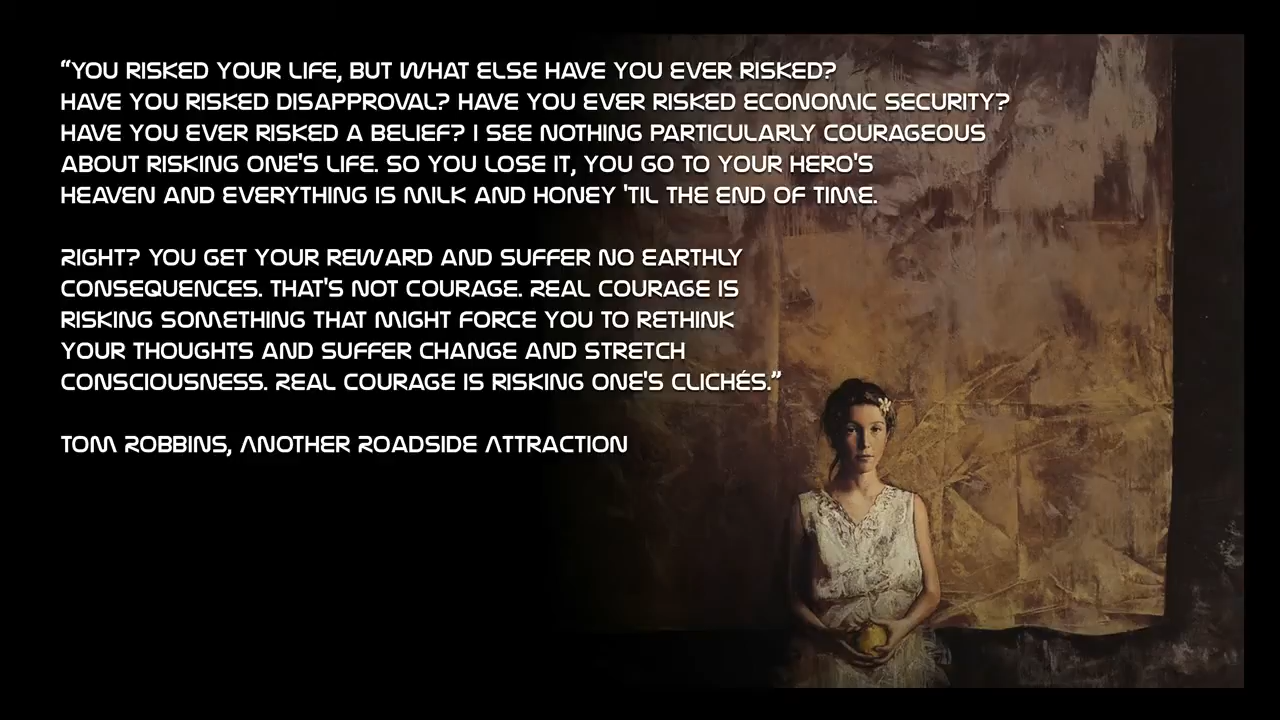 “YOU RISKED YOUR LIFE, BUT WHAT ELSE HAVE YOU EVER RISKED?
HAVE YOU RISKED DISAPPROVAL? HAVE YOU EVER RISKED ECONOMIC SECURITY?
HAVE YOU EVER RISKED A BELIEF? I SEE NOTHING PARTICULARLY COURAGEOUS
ABOUT RISKING ONE'S LIFE. SO YOU LOSE IT, YOU GO TO YOUR HERO'S
HEAVEN AND EVERYTHING IS MILK AND HONEY 'TIL THE END OF TIME.
RIGHT? YOU GET YOUR REWARD AND SUFFER NO EARTHLY
CONSEQUENCES. THAT'S NOT COURAGE. REAL COURAGE IS
RISKING SOMETHING THAT MIGHT FORCE YOU TO RETHINK
YOUR THOUGHTS AND SUFFER CHANGE AND STRETCH
CONSCIOUSNESS. REAL COURAGE IS RISKING ONE'S CLICHÉS.”
TOM ROBBINS, ANOTHER ROADSIDE ATTRACTION